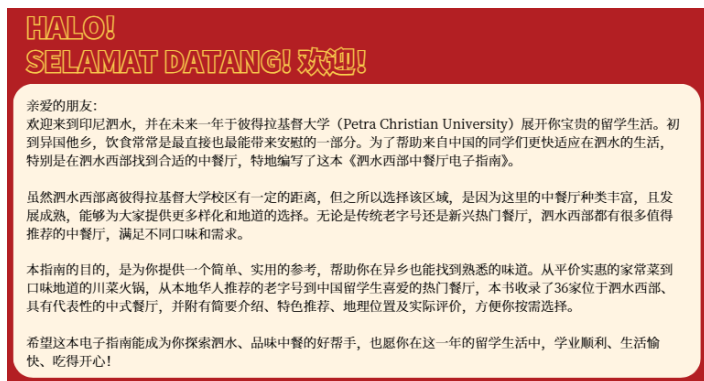 HALO!
SELAMAT DATANG! 欢迎!
亲爱的朋友：
欢迎来到印尼泗水，并在未来一年于彼得拉基督大学（Petra Christian University）展开你宝贵的留学生活。初
到异国他乡，饮食常常是最直接也最能带来安慰的一部分。为了帮助来自中国的同学们更快适应在泗水的生活，
特别是在泗水西部找到合适的中餐厅，特地编写了这本《泗水西部中餐厅电子指南》。
虽然泗水西部离彼得拉基督大学校区有一定的距离，但之所以选择该区域，是因为这里的中餐厅种类丰富，且发
展成熟，能够为大家提供更多样化和地道的选择。无论是传统老字号还是新兴热门餐厅，泗水西部都有很多值得
推荐的中餐厅，满足不同口味和需求。
本指南的目的，是为你提供一个简单、实用的参考，帮助你在异乡也能找到熟悉的味道。从平价实惠的家常菜到
口味地道的川菜火锅，从本地华人推荐的老字号到中国留学生喜爱的热门餐厅，本书收录了36家位于泗水西部、
具有代表性的中式餐厅，并附有简要介绍、特色推荐、地理位置及实际评价，方便你按需选择。
希望这本电子指南能成为你探索泗水、品味中餐的好帮手，也愿你在这一年的留学生活中，学业顺利、生活愉
快、吃得开心！